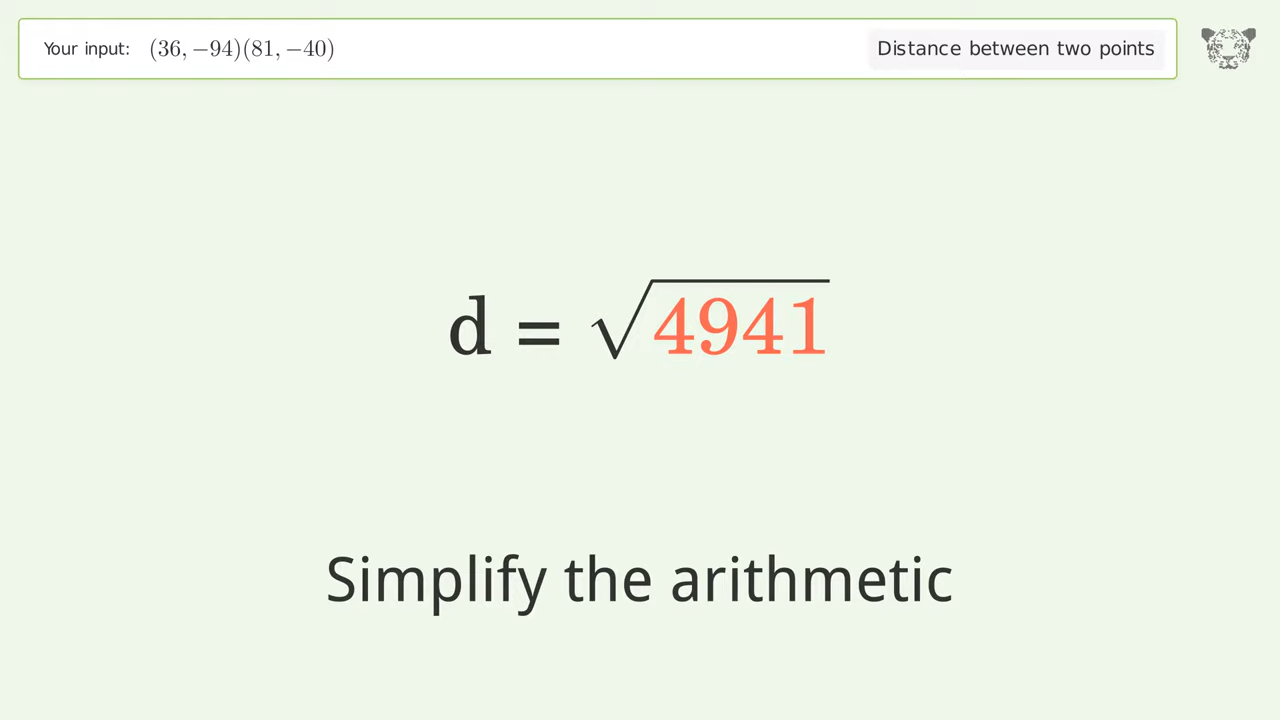 Your input: (36, −94)(81, −40) Distance between two points
d = √4941
Simplify the arithmetic